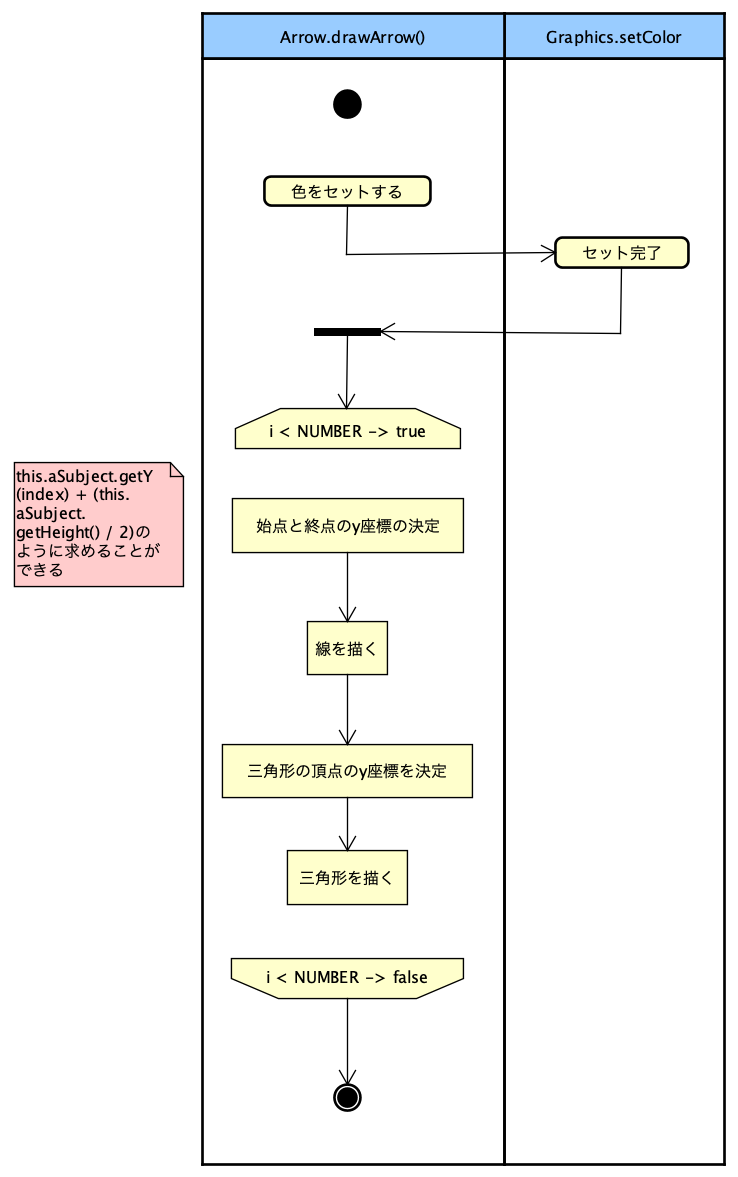 Arrow.drawArrow()
Graphics.setColor
色をセットする
セット完了
i < NUMBER -> true
this.aSubject.getY
(index) + (this.
aSubject.
getHeight() / 2)の
ように求めることが
できる
始点と終点のy座標の決定
線を描く
三角形の頂点のy座標を決定
三角形を描く
i < NUMBER -> false